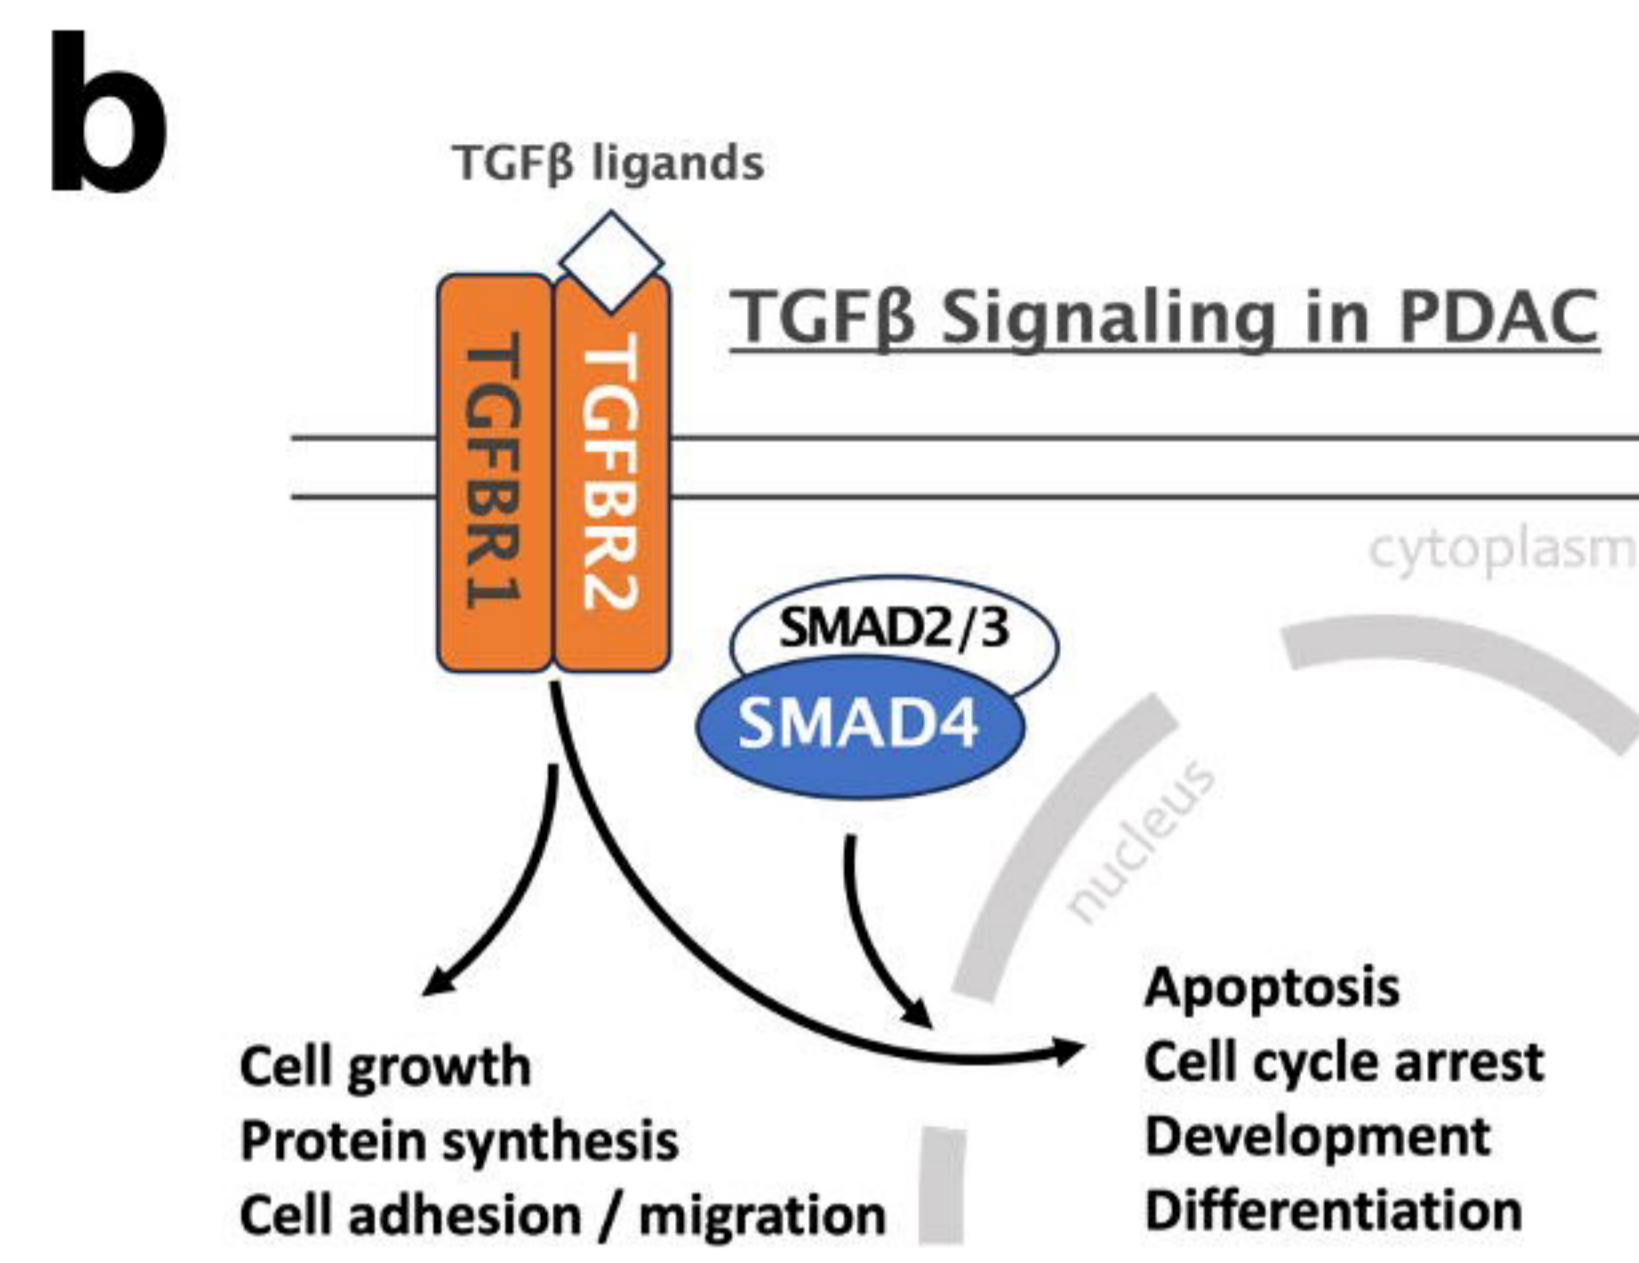 b
TGFβ ligands
TGFβ Signaling in PDAC
TGFBR1
TGFBR2
cytoplasm
SMAD2/3
SMAD4
nucleus
Cell growth
Protein synthesis
Cell adhesion / migration
Apoptosis
Cell cycle arrest
Development
Differentiation